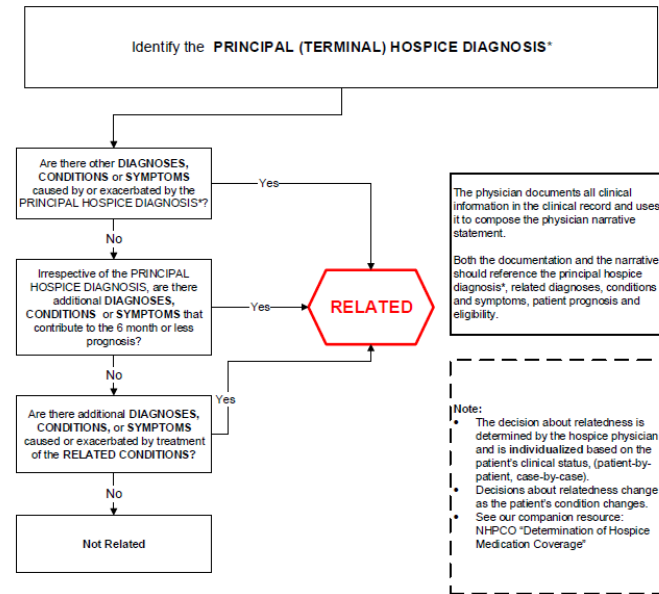 Identify the PRINCIPAL (TERMINAL) HOSPICE DIAGNOSIS*
Are there other DIAGNOSES,
CONDITIONS or SYMPTOMS
caused by or exacerbated by the
PRINCIPAL HOSPICE DIAGNOSIS*?
Yes
No
Irrespective of the PRINCIPAL
HOSPICE DIAGNOSIS, are there
additional DIAGNOSES,
CONDITIONS or SYMPTOMS that
contribute to the 6 month or less
prognosis?
Yes
No
Are there additional DIAGNOSES,
CONDITIONS, or SYMPTOMS
caused or exacerbated by treatment
of the RELATED CONDITIONS?
Yes
No
Not Related
RELATED
The physician documents all clinical
information in the clinical record and uses
it to compose the physician narrative
statement.
Both the documentation and the narrative
should reference the principal hospice
diagnosis*, related diagnoses, conditions
and symptoms, patient prognosis and
eligibility.
Note:
• The decision about relatedness is
determined by the hospice physician
and is individualized based on the
patient's clinical status, (patient-by-
patient, case-by-case).
• Decisions about relatedness change
as the patient's condition changes.
• See our companion resource:
NHPCO "Determination of Hospice
Medication Coverage"